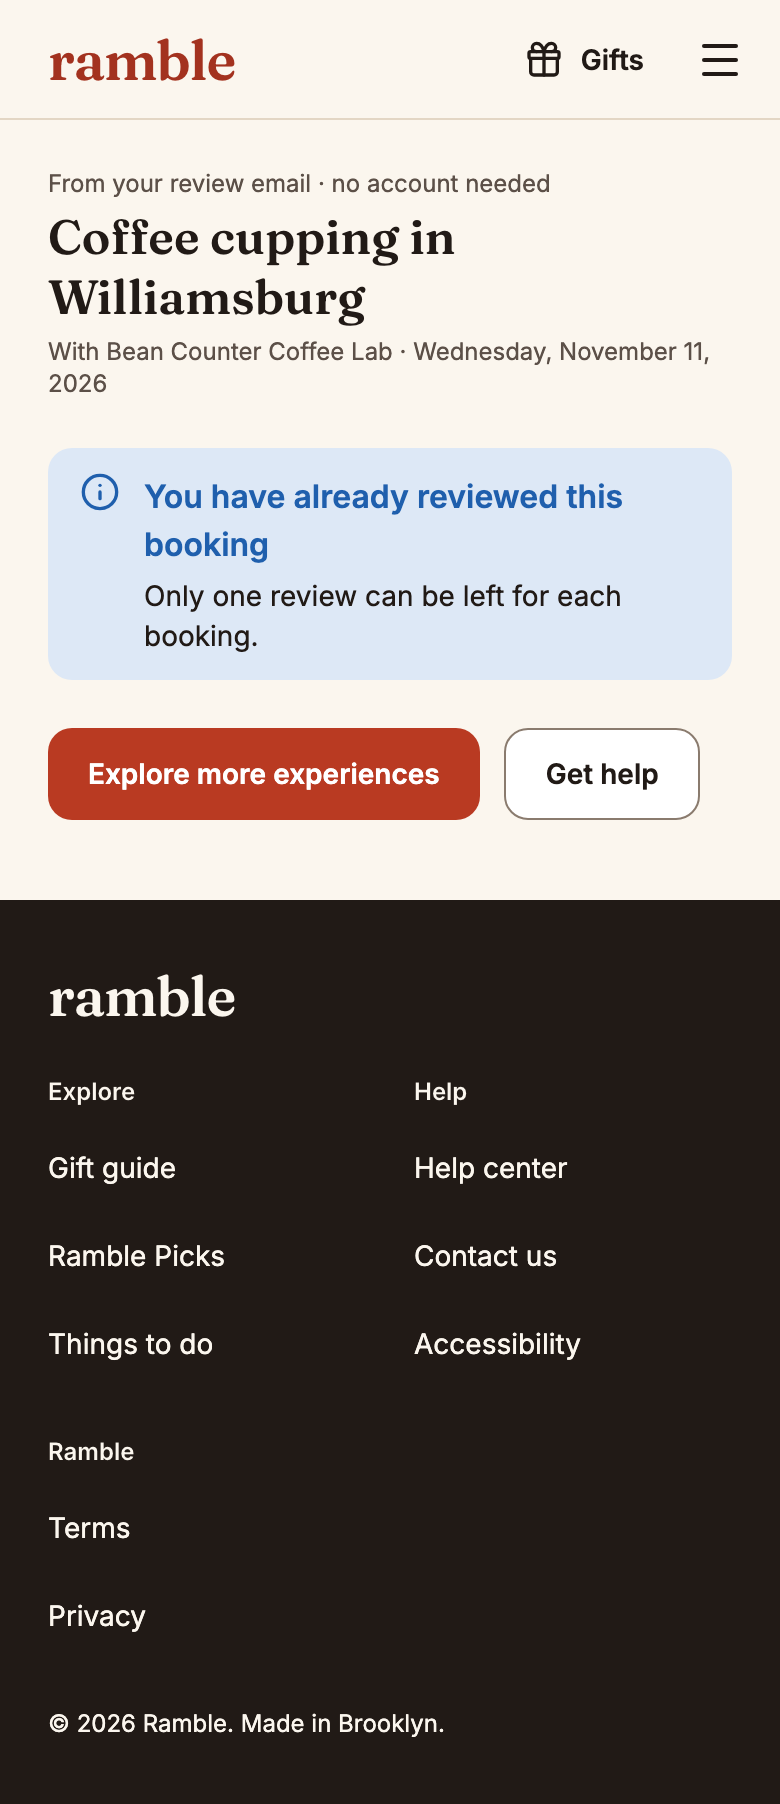 ramble
Gifts
From your review email · no account needed
Coffee cupping in
Williamsburg
With Bean Counter Coffee Lab · Wednesday, November 11,
2026
You have already reviewed this
booking
Only one review can be left for each
booking.
Explore more experiences
Get help
ramble
Explore
Gift guide
Ramble Picks
Things to do
Help
Help center
Contact us
Accessibility
Ramble
Terms
Privacy
© 2026 Ramble. Made in Brooklyn.